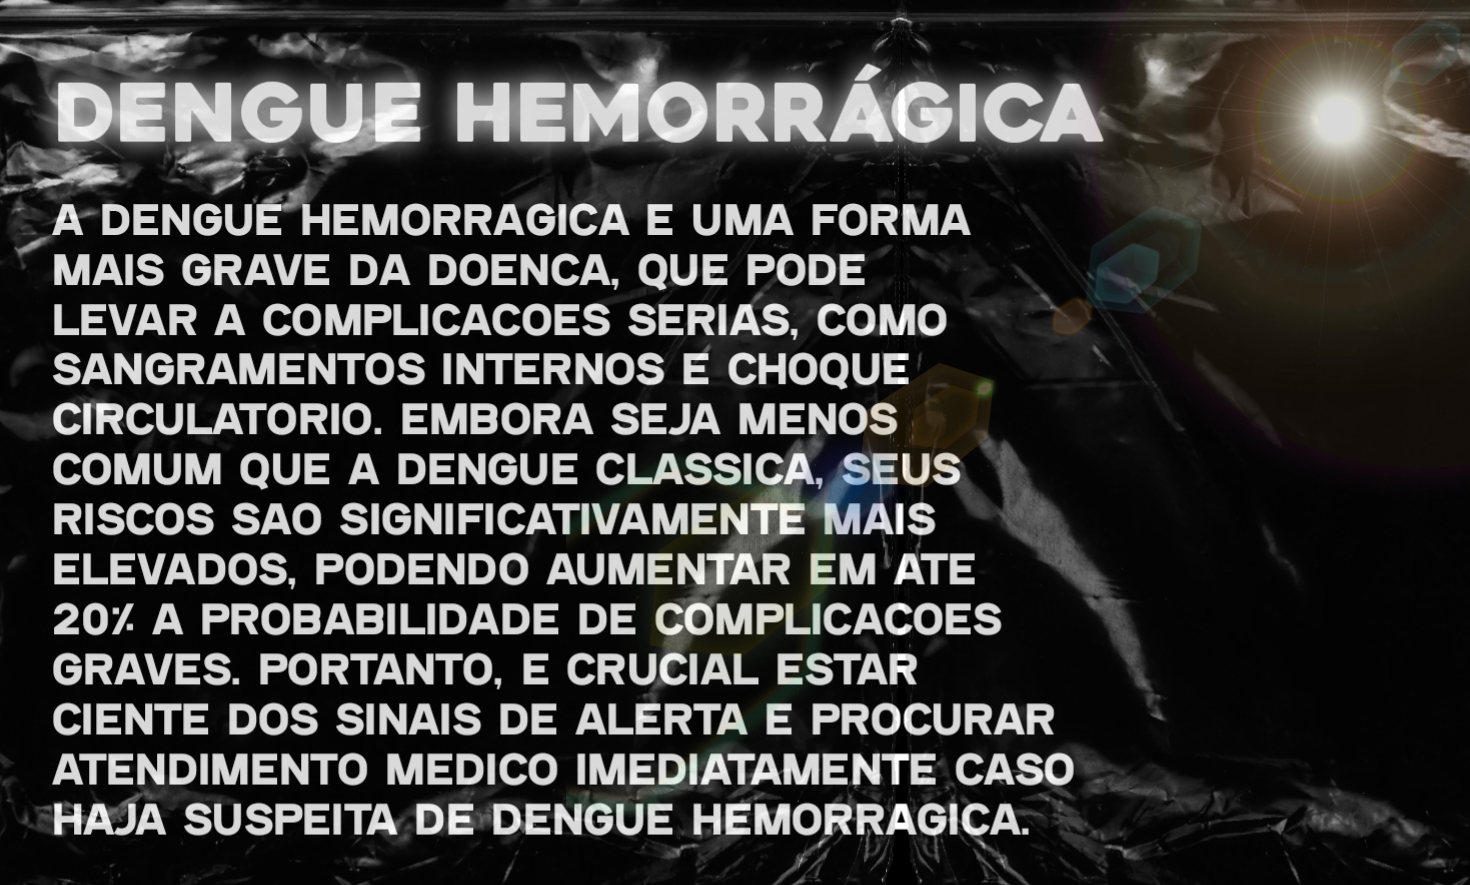 DENGUE HEMORRÁGICA
A DENGUE HEMORRAGICA E UMA FORMA
MAIS GRAVE DA DOENCA, QUE PODE
LEVAR A COMPLICACOES SERIAS, COMO
SANGRAMENTOS INTERNOS E CHOQUE
CIRCULATORIO. EMBORA SEJA MENOS
COMUM QUE A DENGUE CLASSICA, SEUS
RISCOS SAO SIGNIFICATIVAMENTE MAIS
ELEVADOS, PODENDO AUMENTAR EM ATE
20% A PROBABILIDADE DE COMPLICACOES
GRAVES. PORTANTO, E CRUCIAL ESTAR
CIENTE DOS SINAIS DE ALERTA E PROCURAR
ATENDIMENTO MEDICO IMEDIATAMENTE CASO
HAJA SUSPEITA DE DENGUE HEMORRAGICA.